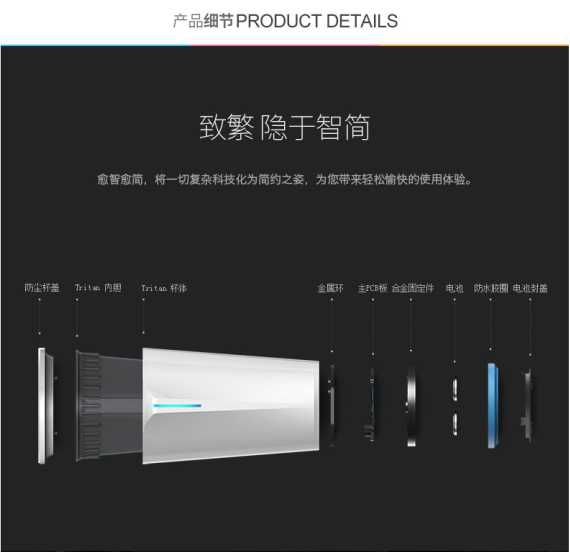 产品细节PRODUCT DETAILS
致繁 隐于智简
愈智愈简，将一切复杂科技化为简约之姿，为您带来轻松愉快的使用体验。
防尘杯盖 Tritan 内胆 Tritan 杯体 金属环 主PCB板 合金固定件 电池 防水胶圈 电池封盖